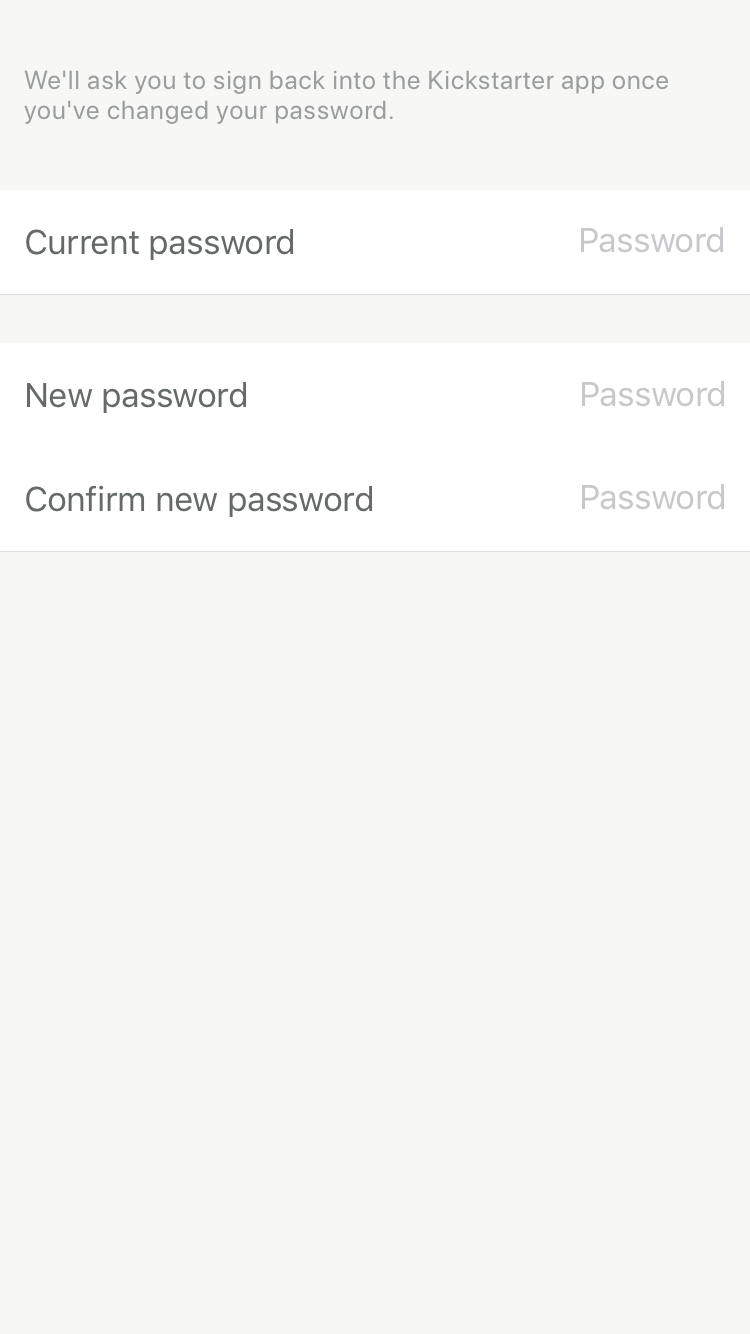 We'll ask you to sign back into the Kickstarter app once
you've changed your password.
Current password Password
New password Password
Confirm new password Password